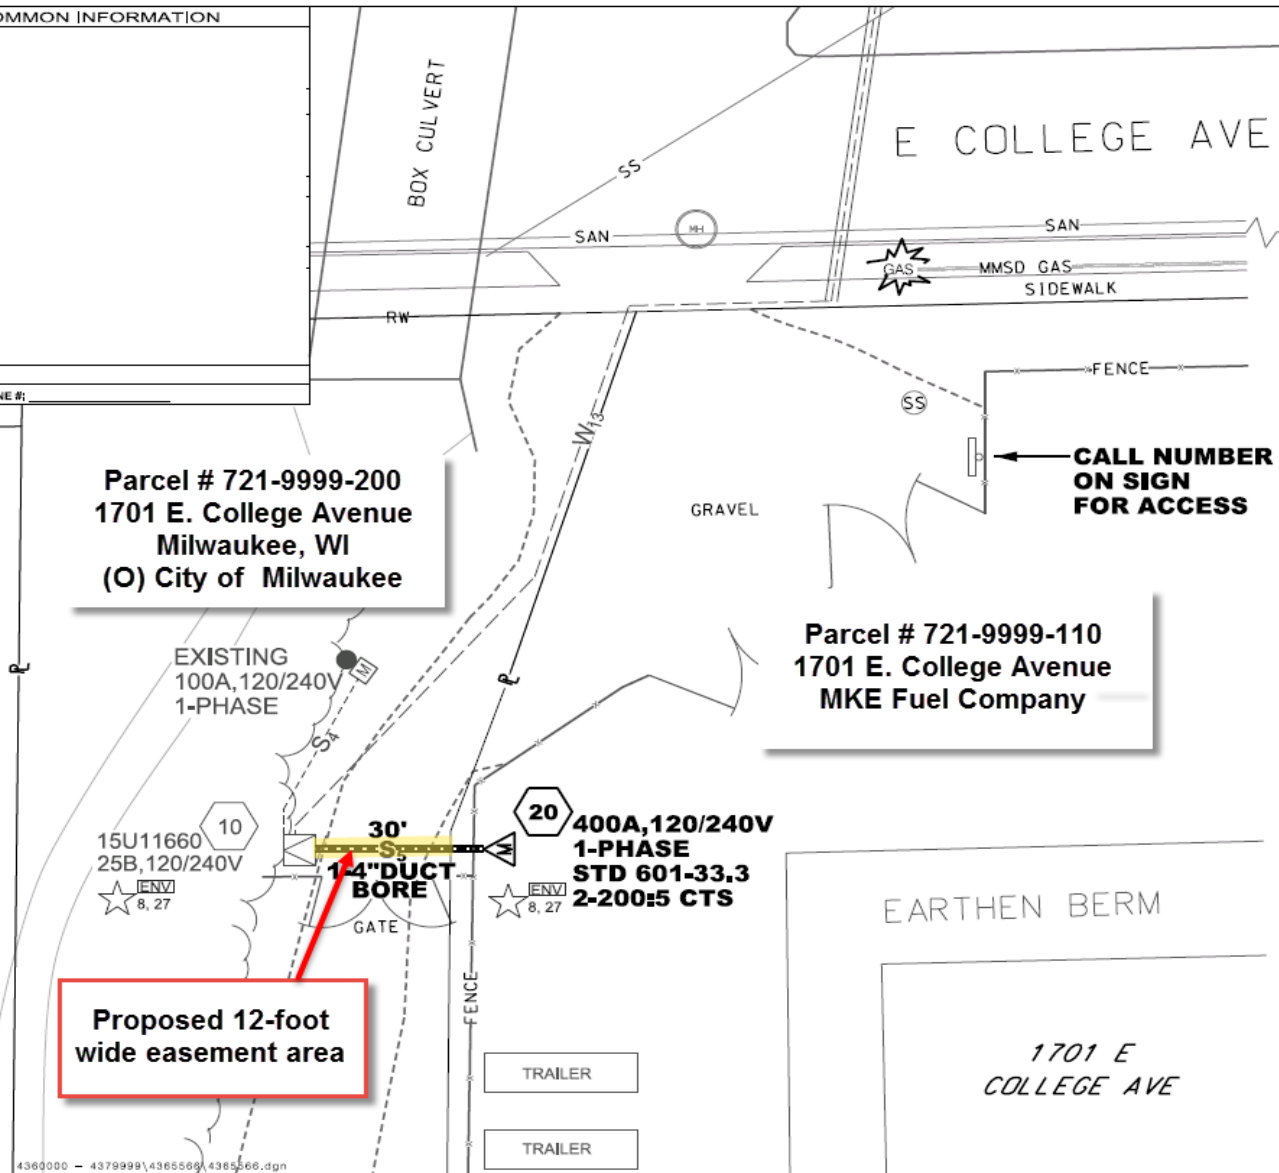 OMMON INFORMATION
BOX CULVERT
E COLLEGE AVE
SS
SAN
MH
SAN
GAS
MMSD GAS
SIDEWALK
RW
FENCE
NE#:
SS
W13
CALL NUMBER
ON SIGN
FOR ACCESS
Parcel # 721-9999-200
1701 E. College Avenue
Milwaukee, WI
(O) City of Milwaukee
GRAVEL
Parcel # 721-9999-110
1701 E. College Avenue
MKE Fuel Company
PL
EXISTING
100A,120/240V
1-PHASE
M
PL
S4
10
15U11660
25B,120/240V
ENV
8, 27
30'
S
1-4"DUCT
BORE
GATE
M
20
400A,120/240V
1-PHASE
STD 601-33.3
2-200:5 CTS
ENV
8, 27
EARTHEN BERM
FENCE
Proposed 12-foot
wide easement area
1701 E
COLLEGE AVE
TRAILER
TRAILER
4360000 - 4379999\4365566\4365566.dgn